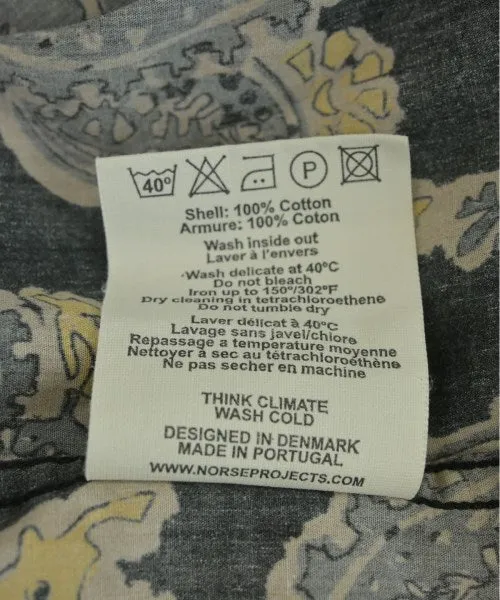 40°
P
Shell: 100% Cotton
Armure: 100% Coton
Wash inside out
Laver à l'envers
Wash delicate at 40°C
Do not bleach
Iron up to 150°/302°F
Dry cleaning in tetrachloroethene
Do not tumble dry
Laver délicat à 40°C
Lavage sans javel/chlore
Repassage a température moyenne
Nettoyer à sec au tétrachloroéthène
Ne pas secher en machine
THINK CLIMATE
WASH COLD
DESIGNED IN DENMARK
MADE IN PORTUGAL
WWW.NORSEPROJECTS.COM